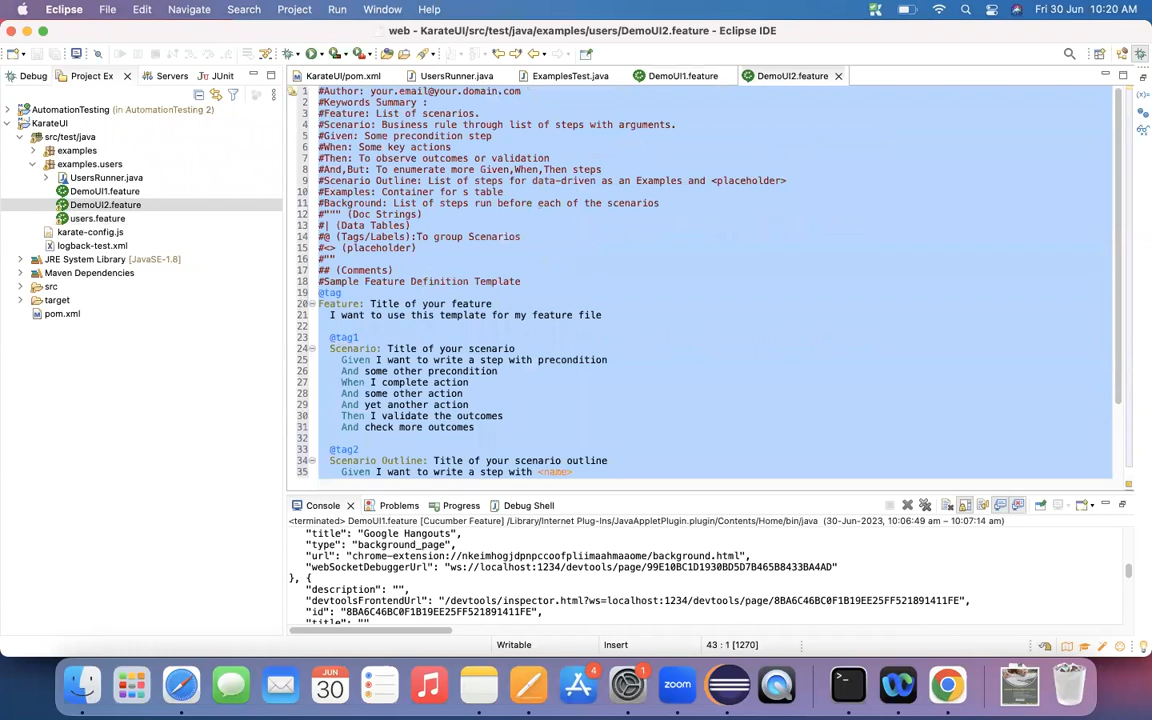 Eclipse File Edit Navigate Search Project Run Window Help Fri 30 Jun 10:20 AM
web - KarateUI/src/test/java/examples/users/DemoUI2.feature - Eclipse IDE
Debug Project Ex Servers JUnit
KarateUI/pom.xml UsersRunner.java ExamplesTest.java DemoUI1.feature DemoUI2.feature
AutomationTesting (in AutomationTesting 2)
KarateUI
src/test/java
examples
examples.users
UsersRunner.java
DemoUI1.feature
DemoUI2.feature
users.feature
karate-config.js
logback-test.xml
JRE System Library [JavaSE-1.8]
Maven Dependencies
src
target
pom.xml
1 #Author: your.email@your.domain.com
2 #Keywords Summary :
3 #Feature: List of scenarios.
4 #Scenario: Business rule through list of steps with arguments.
5 #Given: Some precondition step
6 #When: Some key actions
7 #Then: To observe outcomes or validation
8 #And,But: To enumerate more Given,When,Then steps
9 #Scenario Outline: List of steps for data-driven as an Examples and <placeholder>
10 #Examples: Container for s table
11 #Background: List of steps run before each of the scenarios
12 #""" (Doc Strings)
13 #| (Data Tables)
14 #@ (Tags/Labels):To group Scenarios
15 #<> (placeholder)
16 #""
17 ## (Comments)
18 #Sample Feature Definition Template
19 @tag
20 Feature: Title of your feature
21 I want to use this template for my feature file
22
23 @tag1
24 Scenario: Title of your scenario
25 Given I want to write a step with precondition
26 And some other precondition
27 When I complete action
28 And some other action
29 And yet another action
30 Then I validate the outcomes
31 And check more outcomes
32
33 @tag2
34 Scenario Outline: Title of your scenario outline
35 Given I want to write a step with <name>
Console Problems Progress Debug Shell
<terminated> DemoUI1.feature [Cucumber Feature] /Library/Internet Plug-Ins/JavaAppletPlugin.plugin/Contents/Home/bin/java (30-Jun-2023, 10:06:49 am – 10:07:14 am)
"title": "Google Hangouts",
"type": "background_page",
"url": "chrome-extension://nkeimhogjdpnpccoofpliimaahmaaome/background.html",
"webSocketDebuggerUrl": "ws://localhost:1234/devtools/page/99E10BC1D1930BD5D7B465B8433BA4AD"
}, {
"description": "",
"devtoolsFrontendUrl": "/devtools/inspector.html?ws=localhost:1234/devtools/page/8BA6C46BC0F1B19EE25FF521891411FE",
"id": "8BA6C46BC0F1B19EE25FF521891411FE",
"title": ""
Writable Insert 43 : 1 [1270]
JUN
30
4
1
zoom